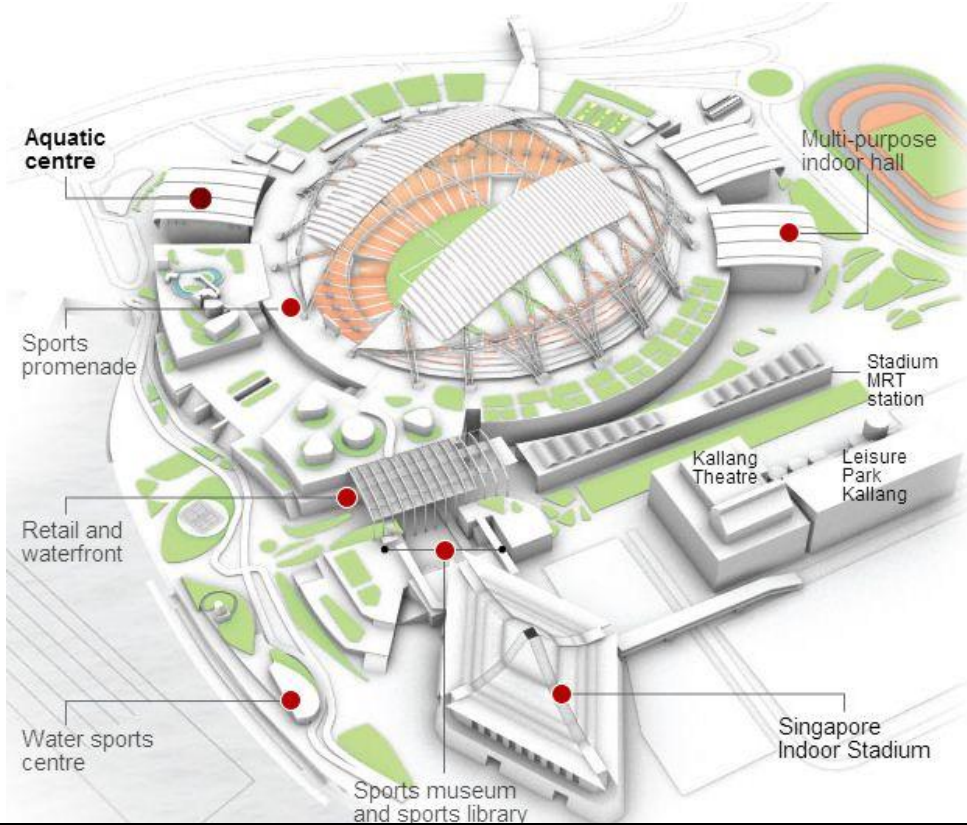 Aquatic
centre
Multi-purpose
indoor hall
Sports
promenade
Stadium
MRT
station
Kallang
Theatre
Leisure
Park
Kallang
Retail and
waterfront
Water sports
centre
Singapore
Indoor Stadium
Sports museum
and sports library